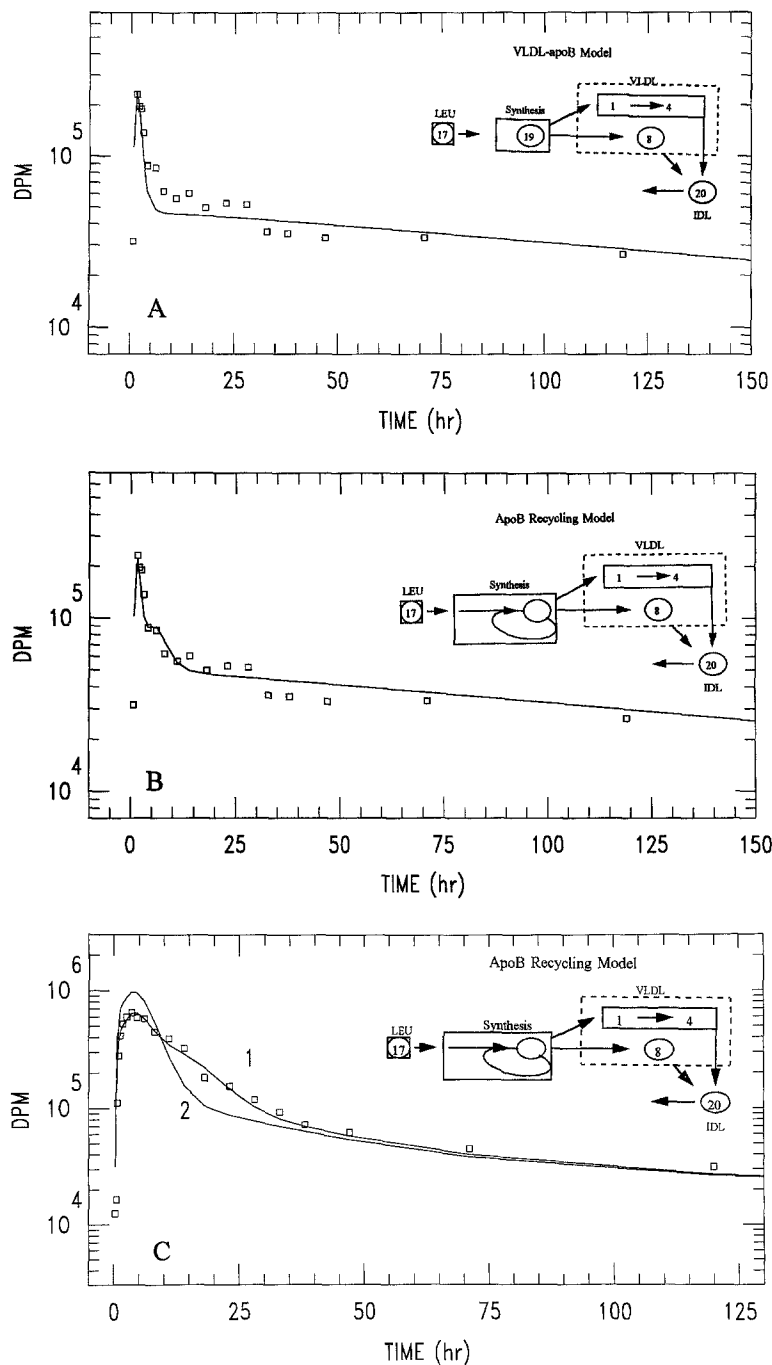 VLDL-apoB Model
VLDL
LEU
Synthesis
1 4
17
19
8
20
IDL
10^5
10^4
DPM
A
0 25 50 75 100 125 150
TIME (hr)
ApoB Recycling Model
VLDL
LEU
Synthesis
1 4
17
8
20
IDL
10^5
10^4
DPM
B
0 25 50 75 100 125 150
TIME (hr)
ApoB Recycling Model
VLDL
LEU
Synthesis
1 4
17
8
20
IDL
10^6
10^5
10^4
DPM
1
2
C
0 25 50 75 100 125
TIME (hr)